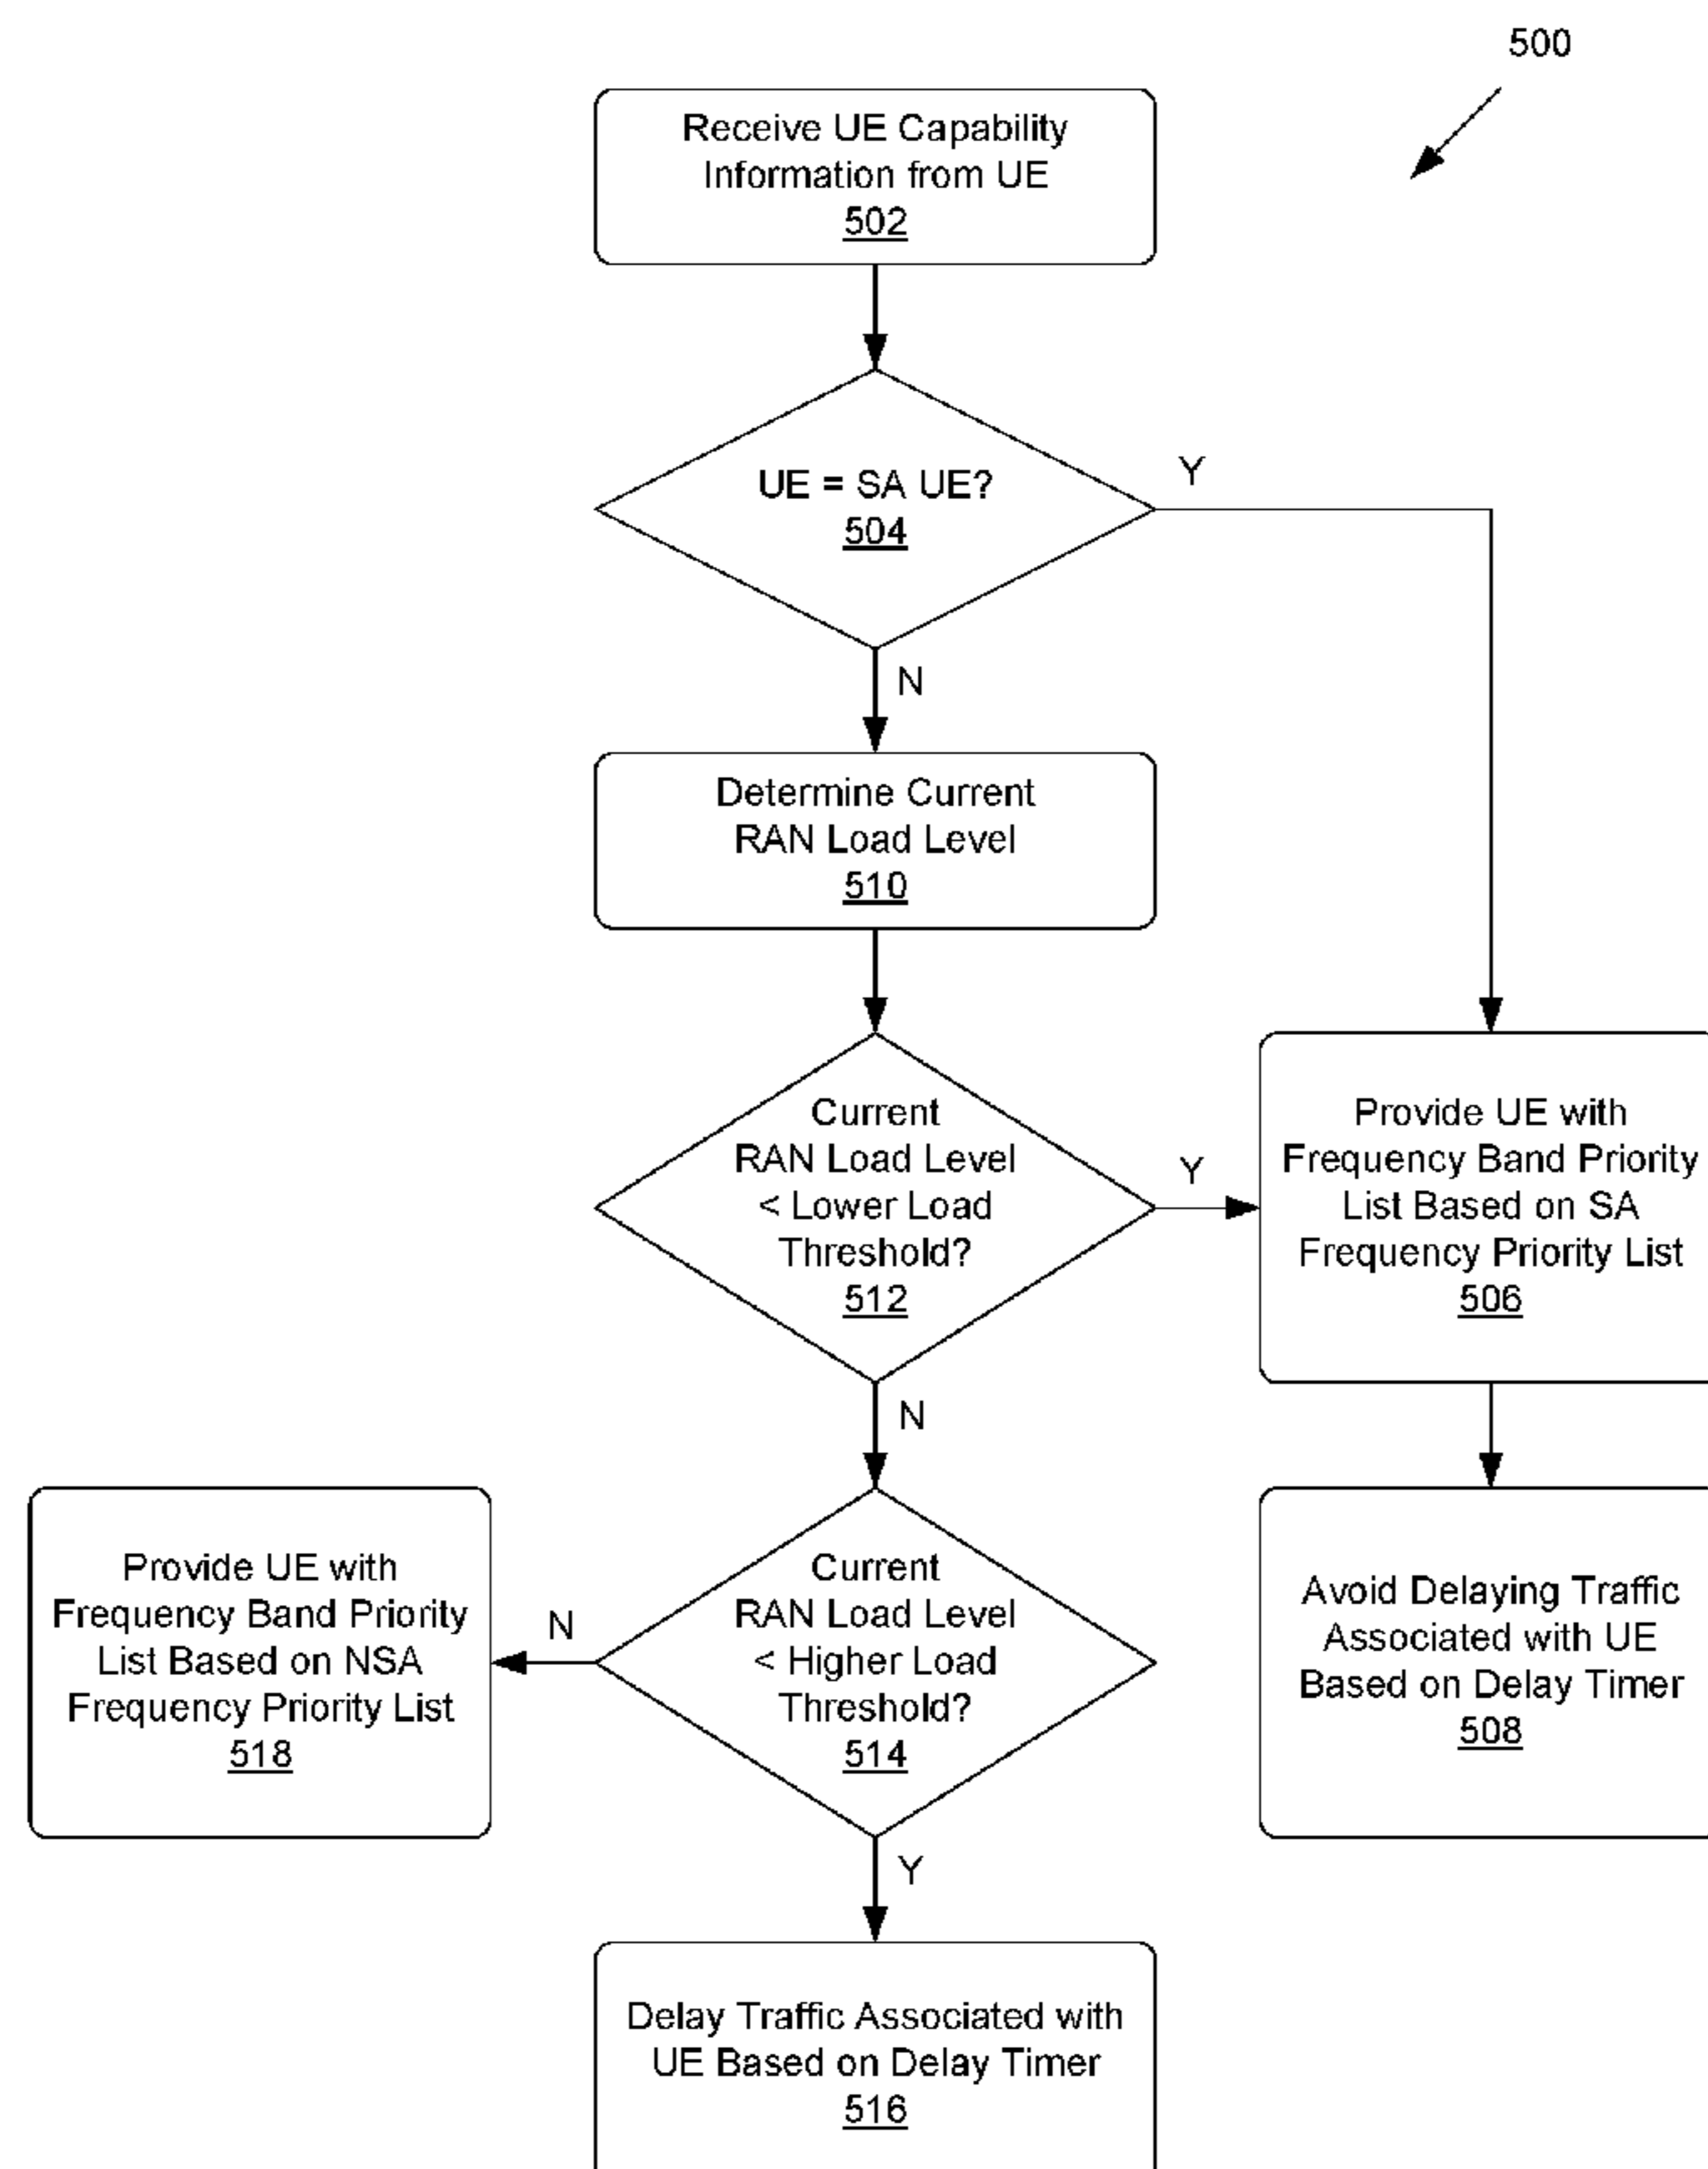 500
Receive UE Capability
Information from UE
502
UE = SA UE?
504
Y
N
Determine Current
RAN Load Level
510
Current
RAN Load Level
< Lower Load
Threshold?
512
Y
Provide UE with
Frequency Band Priority
List Based on SA
Frequency Priority List
506
N
Provide UE with
Frequency Band Priority
List Based on NSA
Frequency Priority List
518
N
Current
RAN Load Level
< Higher Load
Threshold?
514
Avoid Delaying Traffic
Associated with UE
Based on Delay Timer
508
Y
Delay Traffic Associated with
UE Based on Delay Timer
516